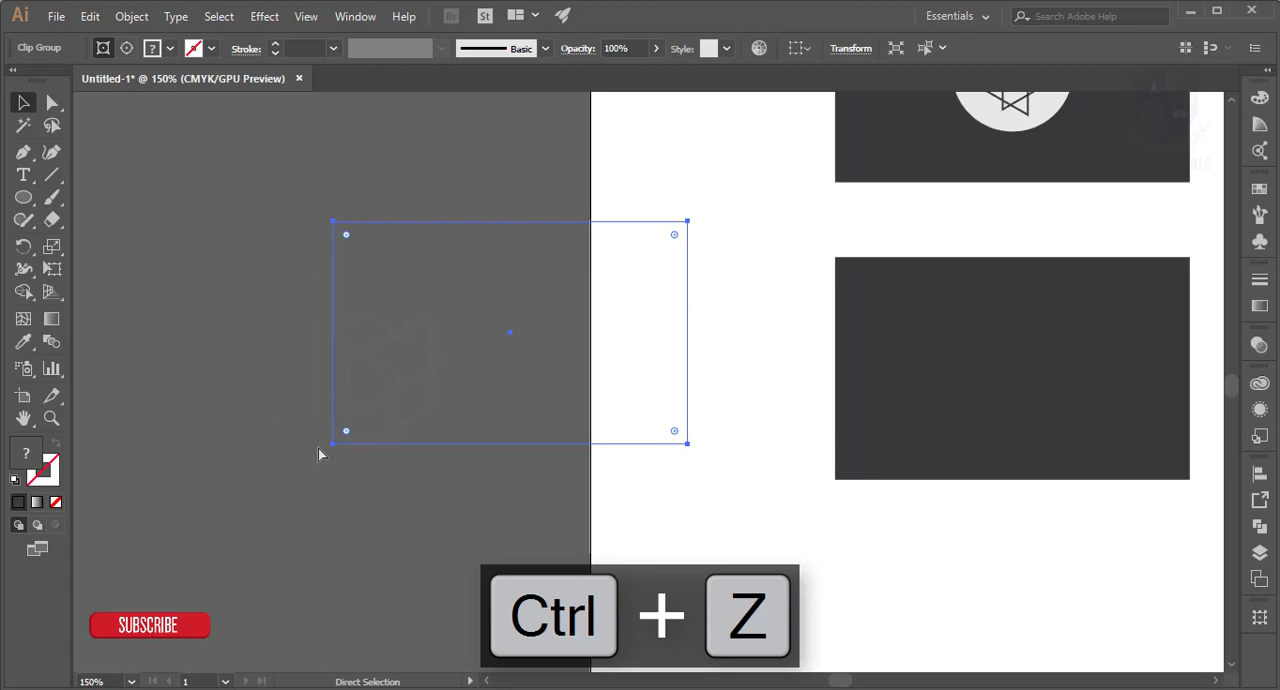 Ai File Edit Object Type Select Effect View Window Help Br St Essentials Search Adobe Help
Clip Group ? Stroke: Basic Opacity: 100% Style: Transform
Untitled-1* @ 150% (CMYK/GPU Preview) ×
?
SUBSCRIBE
Ctrl + Z
150% 1 Direct Selection